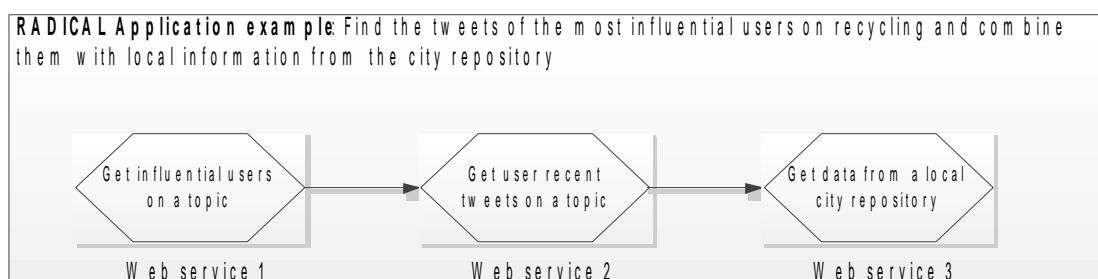 RADICAL Application example: Find the tweets of the most influential users on recycling and combine
them with local information from the city repository
Get influential users
on a topic
Get user recent
tweets on a topic
Get data from a local
city repository
Web service 1
Web service 2
Web service 3